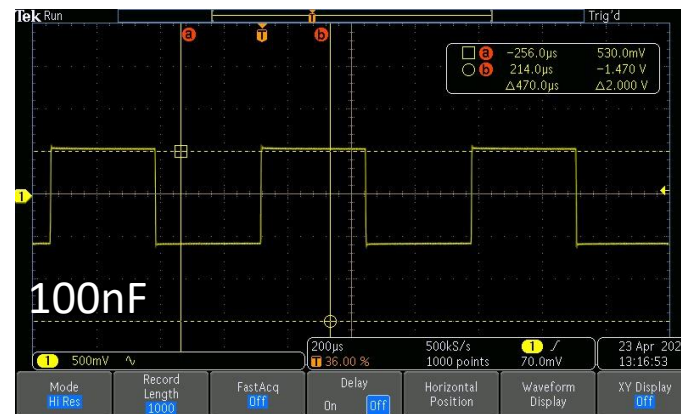 Tek Run
Trig'd
a
T
b
T
a -256.0µs 530.0mV
b 214.0µs -1.470 V
Δ470.0µs Δ2.000 V
1
100nF
1 500mV
200µs 500kS/s 1
T 36.00 % 1000 points 70.0mV
23 Apr 202
13:16:53
Mode
Hi Res
Record
Length
1000
FastAcq
Off
Delay
On Off
Horizontal
Position
Waveform
Display
XY Display
Off